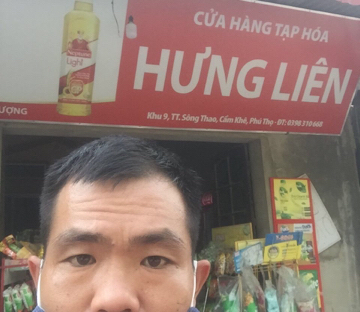 CỬA HÀNG TẠP HÓA
HƯNG LIÊN
Light
ƯỢNG
Khu 9, TT. Sông Thao, Cẩm Khê, Phú Thọ - ĐT: 0398 310 668